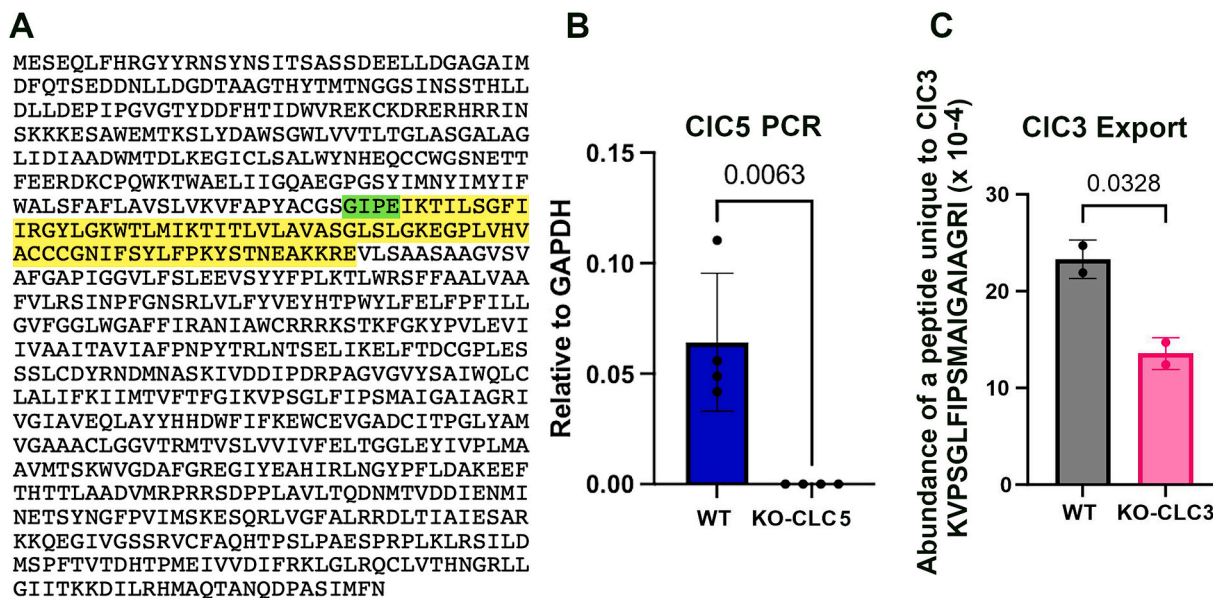 A
MESEQLFHRGYYRNSYNSITSASSDEELLDGAGAIM
DFQTSEDDNLLDGDTAAGTHYTMTNGGSINSSTHLL
DLLDEPIPGVGTYDDFHTIDWVREKCKDRERHRRIN
SKKKESAWEMTKSLYDAWSGWLVVTLTGLASGALAG
LIDIAADWMTDLKEGICLSALWYNHEQCCWGSNETT
FEERDKCPQWKTWAELIIGQAEGPGSYIMNYIMYIF
WALSFAFLAVSLVKVFAPYACGSGIPEIKTILSGFI
IRGYLGKWTLMIKTITLVLAVASGLSLGKEGPLVHV
ACCCGNIFSYLFPKYSTNEAKKREVLSAASAAGVSV
AFGAPIGGVLFSLEEVSYYFPLKTLWRSFFAALVAA
FVLRSINPFGNSRLVLFYVEYHTPWYLFELFPFILL
GVFGGLWGAFFIRANIAWCRRRKSTKFGKYPVLEVI
IVAAITAVIAFPNPYTRLNTSELIKELFTDCGPLES
SSLCDYRNDMNASKIVDDIPDRPAGVGVYSAIWQLC
LALIFKIIMTVFTFGIKVPSGLFIPSMAIGAIAGRI
VGIAVEQLAYYHHDWFIFKEWCEVGADCITPGLYAM
VGAAACLGGVTRMTVSLVVIVFELTGGLEYIVPLMA
AVMTSKWVGDAFGREGIYEAHIRLNGYPFLDAKEEF
THTTLAADVMRPRRSDPPLAVLTQDNMTVDDIENMI
NETSYNGFPVIMSKESQRLVGFALRRDLTIAIESAR
KKQEGIVGSSRVCFAQHTPSLPAESPRPLKLRSILD
MSPFTVTDHTPMEIVVDIFRKLGLRQCLVTHNGRLL
GIITKKDILRHMAQTANQDPASIMFN
B
ClC5 PCR
Relative to GAPDH
0.15
0.10
0.05
0.00
0.0063
WT
KO-CLC5
C
ClC3 Export
Abundance of a peptide unique to ClC3
KVPSGLFIPSMAIGAIAGRI (x 10-4)
30
20
10
0
0.0328
WT
KO-CLC3